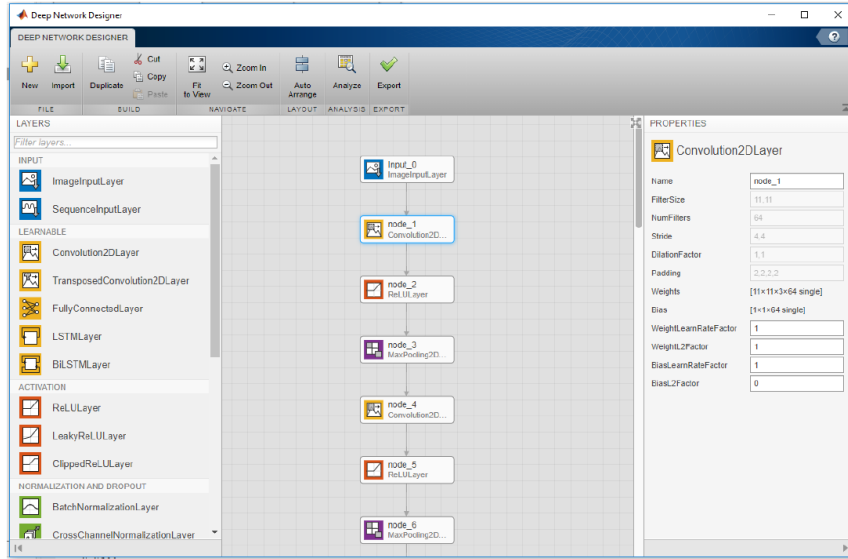 Deep Network Designer
DEEP NETWORK DESIGNER
New
Import
Duplicate
Cut
Copy
Paste
Fit
to View
Zoom In
Zoom Out
Auto
Arrange
Analyze
Export
FILE
BUILD
NAVIGATE
LAYOUT
ANALYSIS
EXPORT
LAYERS
Filter layers...
INPUT
ImageInputLayer
SequenceInputLayer
LEARNABLE
Convolution2DLayer
TransposedConvolution2DLayer
FullyConnectedLayer
LSTMLayer
BiLSTMLayer
ACTIVATION
ReLULayer
LeakyReLULayer
ClippedReLULayer
NORMALIZATION AND DROPOUT
BatchNormalizationLayer
CrossChannelNormalizationLayer
Input_0
ImageInputLayer
node_1
Convolution2D...
node_2
ReLULayer
node_3
MaxPooling2D...
node_4
Convolution2D...
node_5
ReLULayer
node_6
MaxPooling2D...
PROPERTIES
Convolution2DLayer
Name node_1
FilterSize 11,11
NumFilters 64
Stride 4,4
DilationFactor 1,1
Padding 2,2,2,2
Weights [11×11×3×64 single]
Bias [1×1×64 single]
WeightLearnRateFactor 1
WeightL2Factor 1
BiasLearnRateFactor 1
BiasL2Factor 0